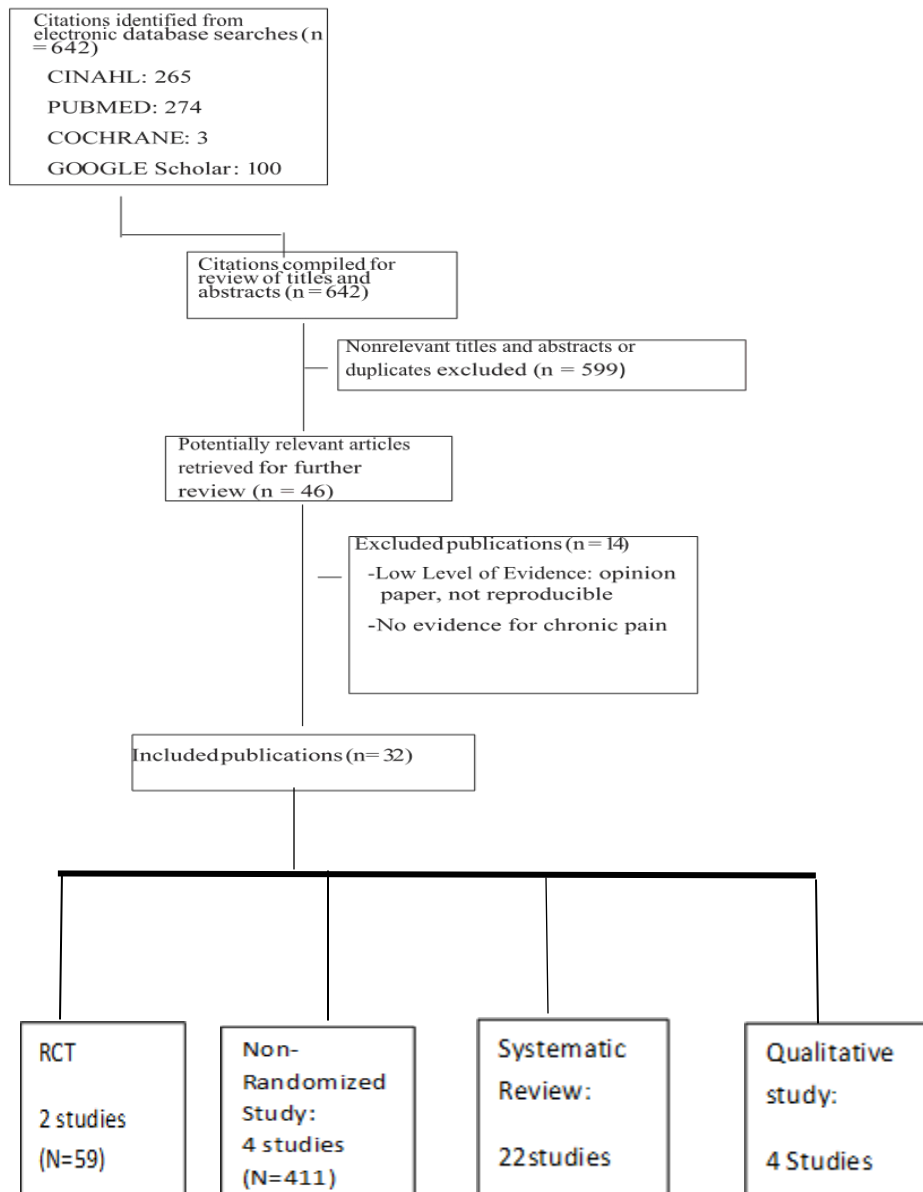 Citations identified from
electronic database searches (n
= 642)
CINAHL: 265
PUBMED: 274
COCHRANE: 3
GOOGLE Scholar: 100
Citations compiled for
review of titles and
abstracts (n = 642)
Nonrelevant titles and abstracts or
duplicates excluded (n = 599)
Potentially relevant articles
retrieved for further
review (n = 46)
Excluded publications (n = 14)
-Low Level of Evidence: opinion
paper, not reproducible
-No evidence for chronic pain
Included publications (n= 32)
RCT
2 studies
(N=59)
Non-
Randomized
Study:
4 studies
(N=411)
Systematic
Review:
22studies
Qualitative
study:
4 Studies